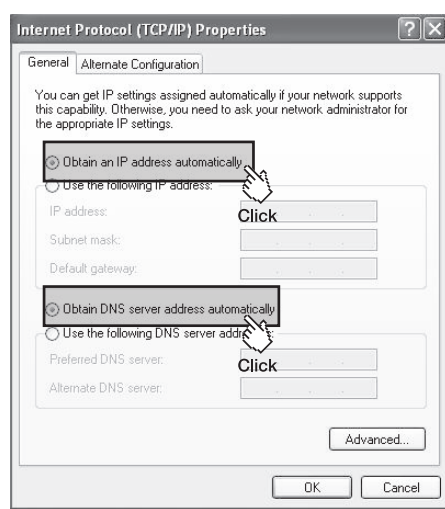 Internet Protocol (TCP/IP) Properties
General
Alternate Configuration
You can get IP settings assigned automatically if your network supports
this capability. Otherwise, you need to ask your network administrator for
the appropriate IP settings.
Obtain an IP address automatically
Use the following IP address:
IP address:
Click
Subnet mask:
Default gateway:
Obtain DNS server address automatically
Use the following DNS server addresses:
Preferred DNS server:
Click
Alternate DNS server:
Advanced...
OK
Cancel